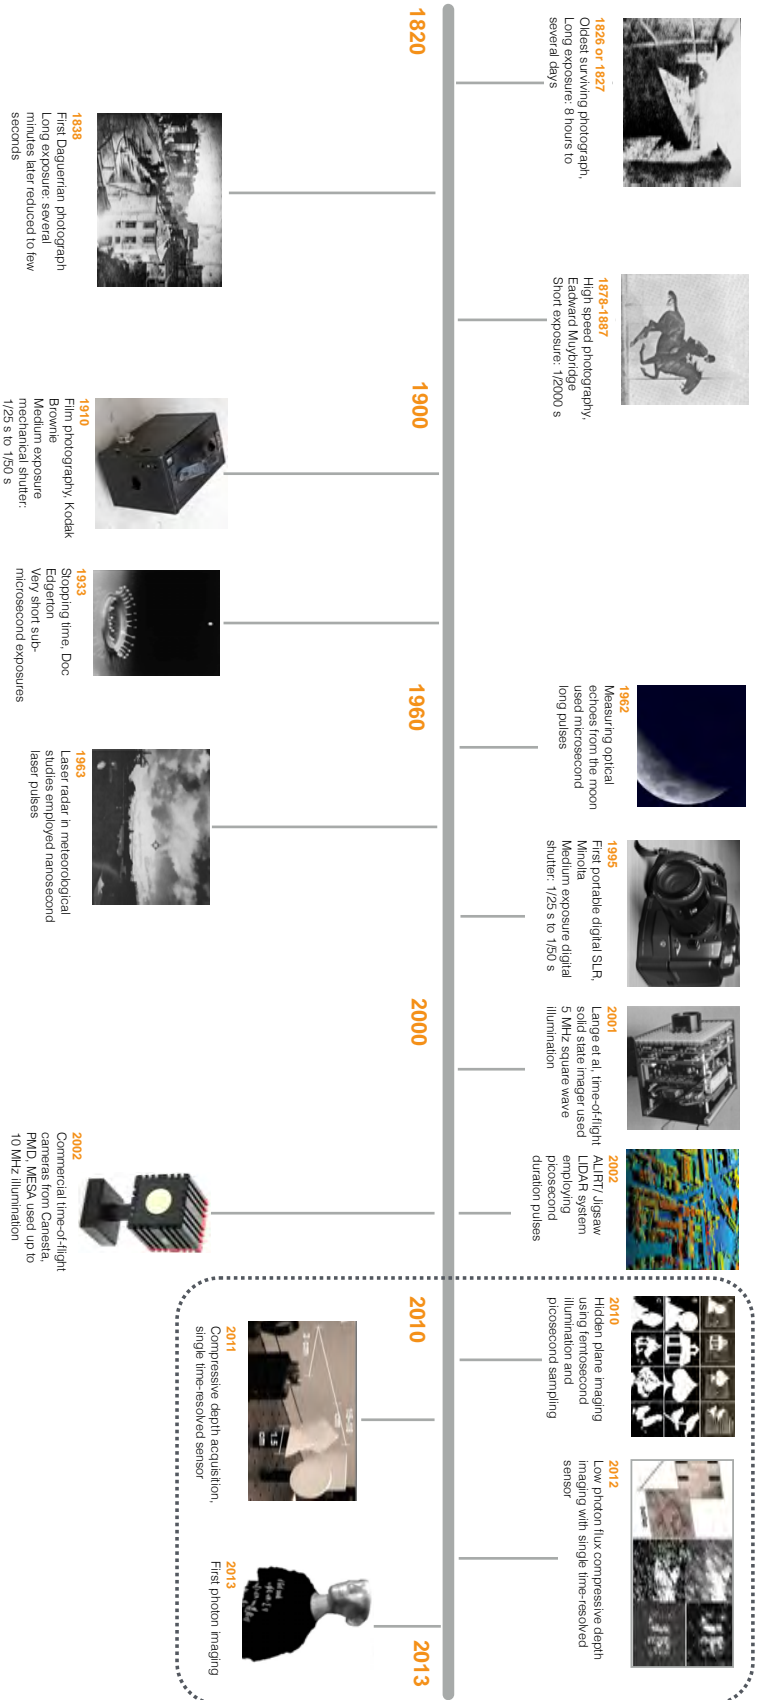 1820
1900
1960
2000
2010
2013
1826 or 1827
Oldest surviving photograph,
Long exposure: 8 hours to
several days
1838
First Daguerrian photograph
Long exposure: several
minutes later reduced to few
seconds
1878-1887
High speed photography,
Eadward Muybridge
Short exposure: 1/2000 s
1910
Film photography, Kodak
Brownie
Medium exposure
mechanical shutter:
1/25 s to 1/50 s
1933
Stopping time, Doc
Edgerton
Very short sub-
microsecond exposures
1962
Measuring optical
echoes from the moon
used microsecond
long pulses
1963
Laser radar in meteorological
studies employed nanosecond
laser pulses
1995
First portable digital SLR,
Minolta
Medium exposure digital
shutter: 1/25 s to 1/50 s
2001
Lange et al, time-of-flight
solid state imager used
5 MHz square wave
illumination
2002
ALIRT/ Jigsaw
LIDAR system
employing
picosecond
duration pulses
2002
Commercial time-of-flight
cameras from Canesta,
PMD, MESA used up to
10 MHz illumination
2010
Hidden plane imaging
using femtosecond
illumination and
picosecond sampling
2011
Compressive depth acquisition,
single time-resolved sensor
2012
Low photon flux compressive depth
imaging with single time-resolved
sensor
2013
First photon imaging
1.5
cm